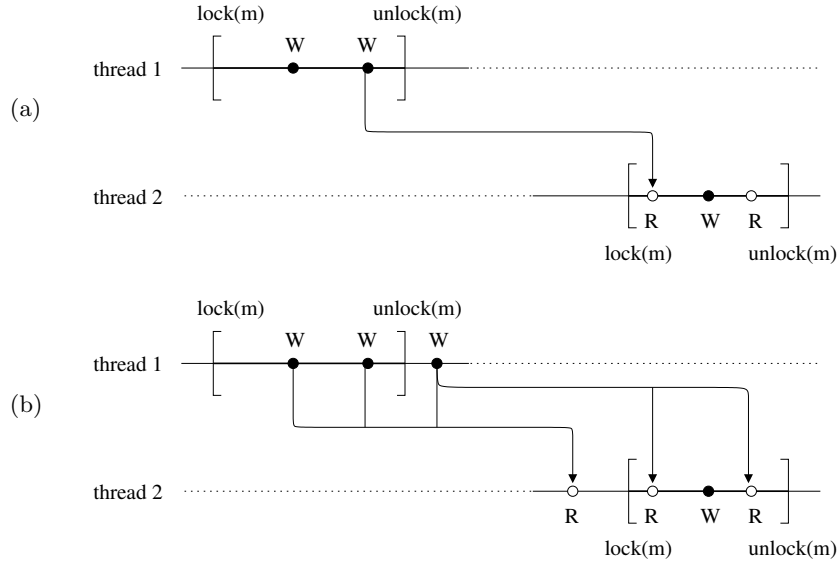 lock(m) unlock(m)
W W
thread 1
(a)
thread 2
R W R
lock(m) unlock(m)
lock(m) unlock(m)
W W W
thread 1
(b)
thread 2
R R W R
lock(m) unlock(m)